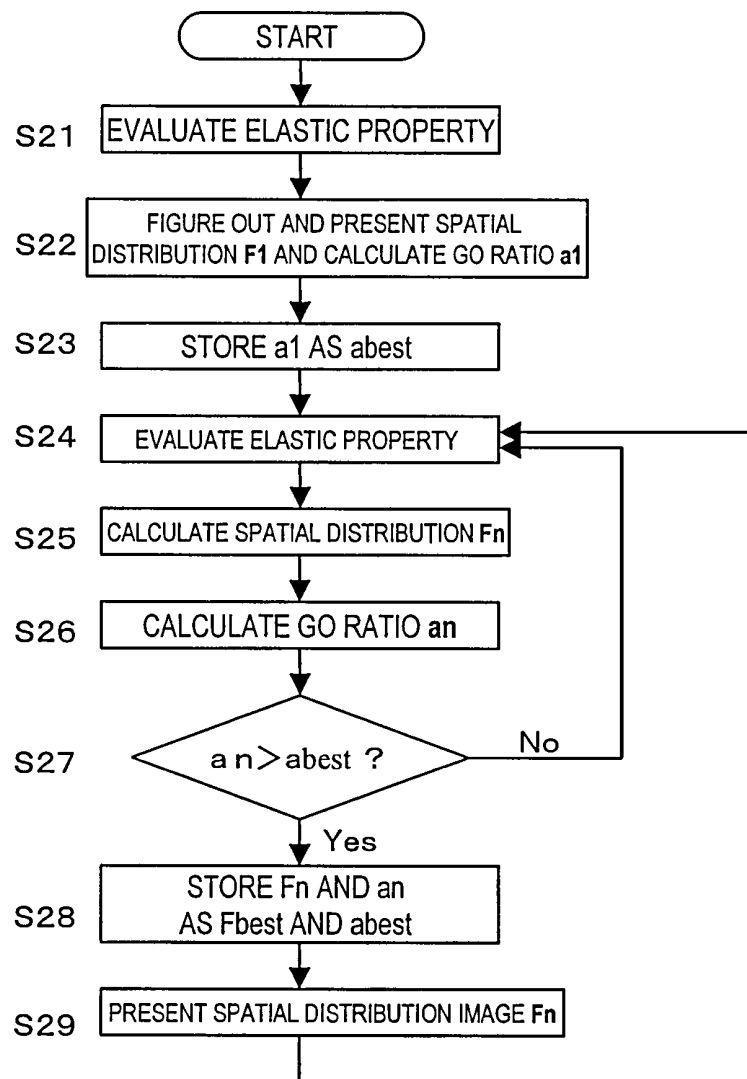 START
S21
EVALUATE ELASTIC PROPERTY
S22
FIGURE OUT AND PRESENT SPATIAL
DISTRIBUTION F1 AND CALCULATE GO RATIO a1
S23
STORE a1 AS abest
S24
EVALUATE ELASTIC PROPERTY
S25
CALCULATE SPATIAL DISTRIBUTION Fn
S26
CALCULATE GO RATIO an
S27
an>abest ?
No
Yes
S28
STORE Fn AND an
AS Fbest AND abest
S29
PRESENT SPATIAL DISTRIBUTION IMAGE Fn